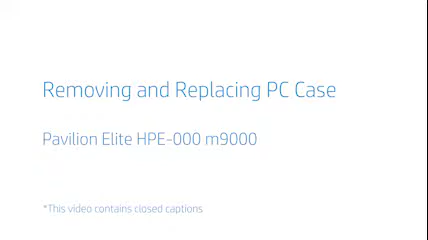 Removing and Replacing PC Case
Pavilion Elite HPE-000 m9000
*This video contains closed captions